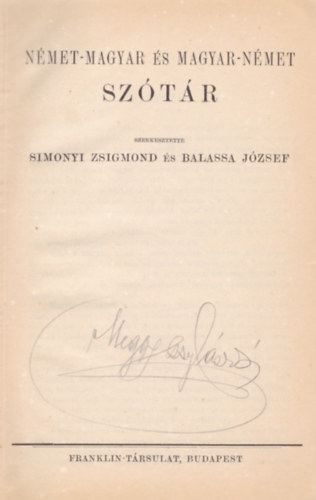 NÉMET-MAGYAR ÉS MAGYAR-NÉMET
SZÓTÁR
SZERKESZTETTE
SIMONYI ZSIGMOND ÉS BALASSA JÓZSEF
FRANKLIN-TÁRSULAT, BUDAPEST